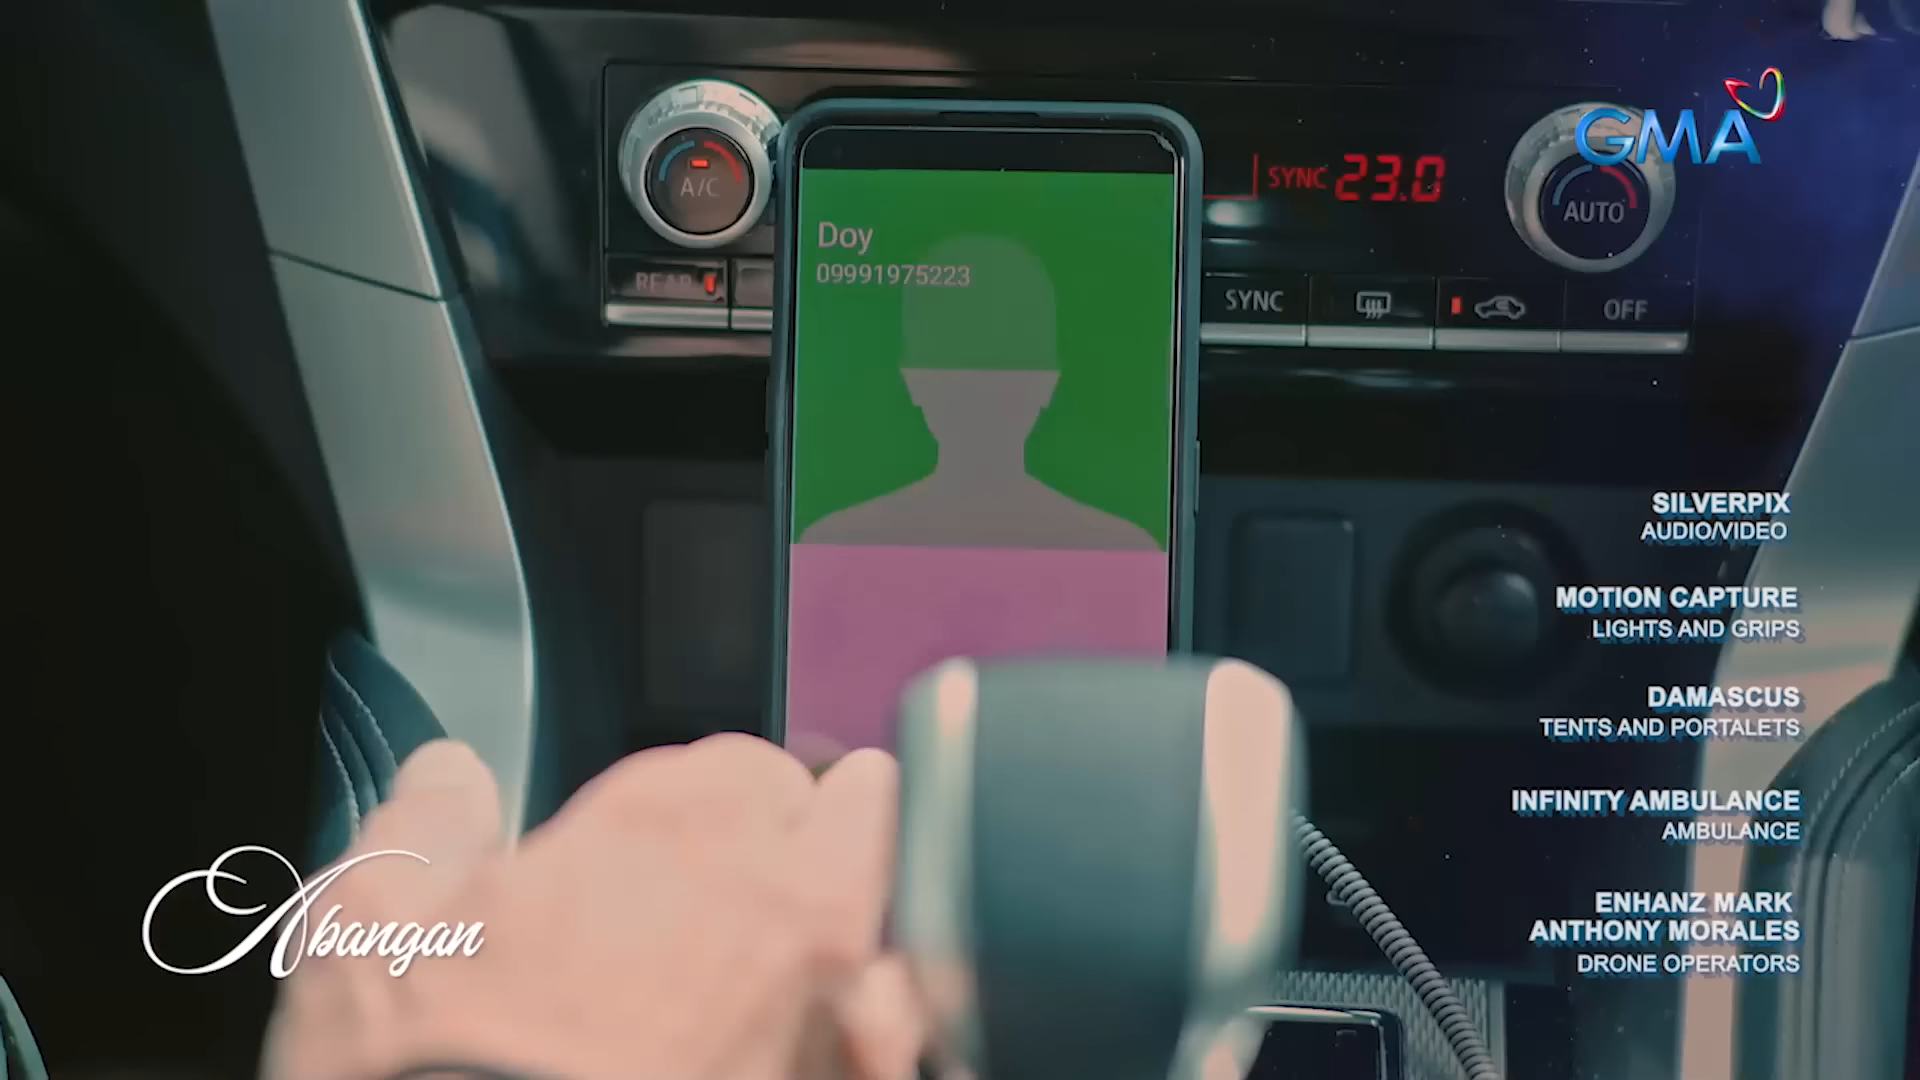 GMA
A/C
SYNC 23.0
AUTO
REAR
SYNC
OFF
Doy
09991975223
SILVERPIX
AUDIO/VIDEO
MOTION CAPTURE
LIGHTS AND GRIPS
DAMASCUS
TENTS AND PORTALETS
INFINITY AMBULANCE
AMBULANCE
ENHANZ MARK
ANTHONY MORALES
DRONE OPERATORS
Abangan